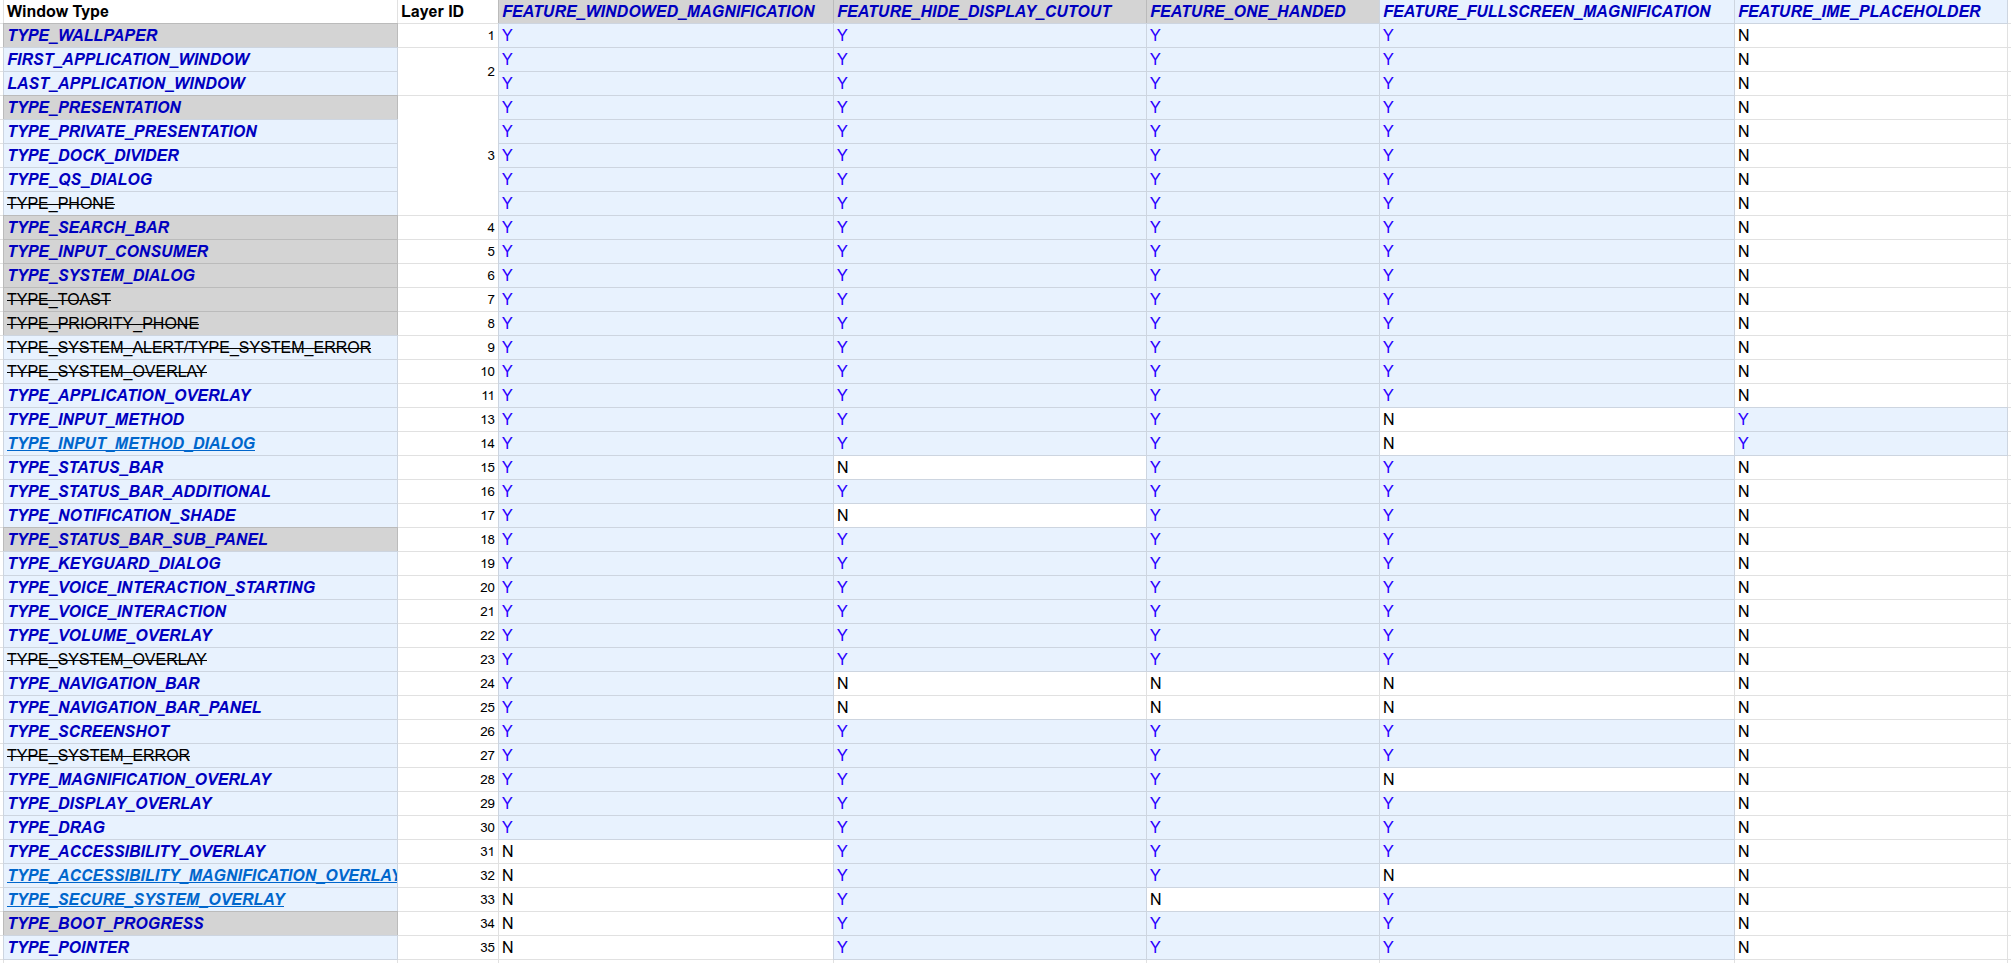 Window Type Layer ID FEATURE_WINDOWED_MAGNIFICATION FEATURE_HIDE_DISPLAY_CUTOUT FEATURE_ONE_HANDED FEATURE_FULLSCREEN_MAGNIFICATION FEATURE_IME_PLACEHOLDER
TYPE_WALLPAPER 1 Y Y Y Y N
FIRST_APPLICATION_WINDOW 2 Y Y Y Y N
LAST_APPLICATION_WINDOW Y Y Y Y N
TYPE_PRESENTATION Y Y Y Y N
TYPE_PRIVATE_PRESENTATION Y Y Y Y N
TYPE_DOCK_DIVIDER 3 Y Y Y Y N
TYPE_QS_DIALOG Y Y Y Y N
TYPE_PHONE Y Y Y Y N
TYPE_SEARCH_BAR 4 Y Y Y Y N
TYPE_INPUT_CONSUMER 5 Y Y Y Y N
TYPE_SYSTEM_DIALOG 6 Y Y Y Y N
TYPE_TOAST 7 Y Y Y Y N
TYPE_PRIORITY_PHONE 8 Y Y Y Y N
TYPE_SYSTEM_ALERT/TYPE_SYSTEM_ERROR 9 Y Y Y Y N
TYPE_SYSTEM_OVERLAY 10 Y Y Y Y N
TYPE_APPLICATION_OVERLAY 11 Y Y Y Y N
TYPE_INPUT_METHOD 13 Y Y Y N Y
TYPE_INPUT_METHOD_DIALOG 14 Y Y Y N Y
TYPE_STATUS_BAR 15 Y N Y Y N
TYPE_STATUS_BAR_ADDITIONAL 16 Y Y Y Y N
TYPE_NOTIFICATION_SHADE 17 Y N Y Y N
TYPE_STATUS_BAR_SUB_PANEL 18 Y Y Y Y N
TYPE_KEYGUARD_DIALOG 19 Y Y Y Y N
TYPE_VOICE_INTERACTION_STARTING 20 Y Y Y Y N
TYPE_VOICE_INTERACTION 21 Y Y Y Y N
TYPE_VOLUME_OVERLAY 22 Y Y Y Y N
TYPE_SYSTEM_OVERLAY 23 Y Y Y Y N
TYPE_NAVIGATION_BAR 24 Y N N N N
TYPE_NAVIGATION_BAR_PANEL 25 Y N N N N
TYPE_SCREENSHOT 26 Y Y Y Y N
TYPE_SYSTEM_ERROR 27 Y Y Y Y N
TYPE_MAGNIFICATION_OVERLAY 28 Y Y Y N N
TYPE_DISPLAY_OVERLAY 29 Y Y Y Y N
TYPE_DRAG 30 Y Y Y Y N
TYPE_ACCESSIBILITY_OVERLAY 31 N Y Y Y N
TYPE_ACCESSIBILITY_MAGNIFICATION_OVERLAY 32 N Y Y N N
TYPE_SECURE_SYSTEM_OVERLAY 33 N Y N Y N
TYPE_BOOT_PROGRESS 34 N Y Y Y N
TYPE_POINTER 35 N Y Y Y N